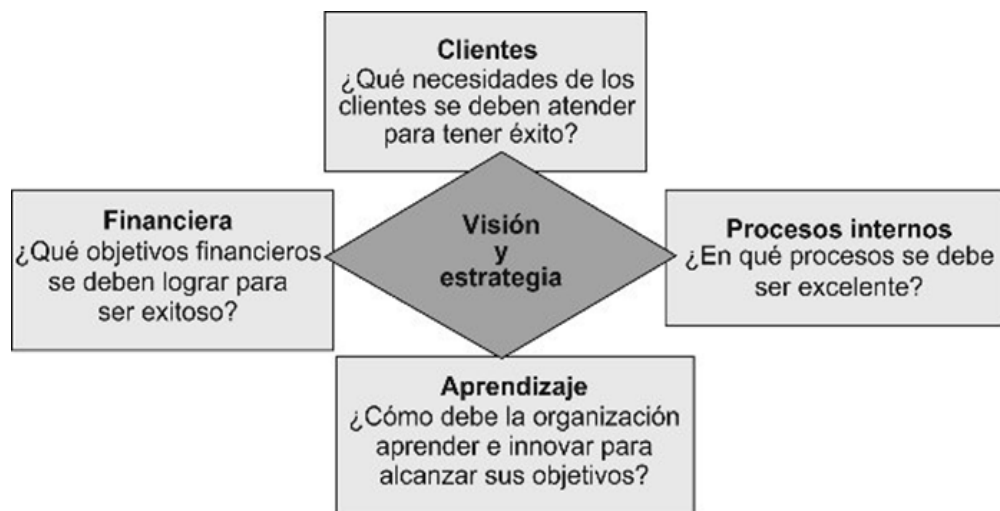 Clientes
¿Qué necesidades de los
clientes se deben atender
para tener éxito?
Financiera
¿Qué objetivos financieros
se deben lograr para
ser exitoso?
Visión
y
estrategia
Procesos internos
¿En qué procesos se debe
ser excelente?
Aprendizaje
¿Cómo debe la organización
aprender e innovar para
alcanzar sus objetivos?